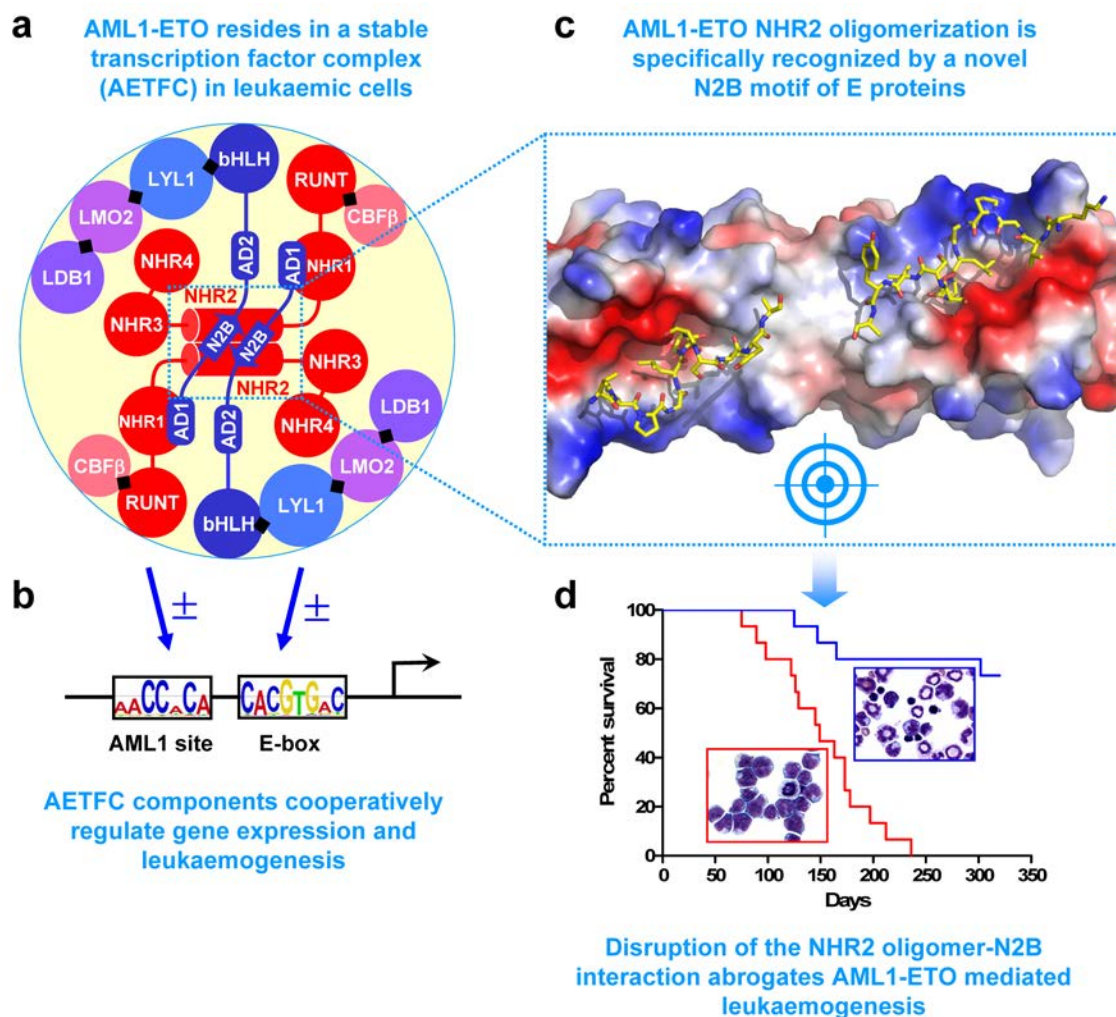 a
AML1-ETO resides in a stable
transcription factor complex
(AETFC) in leukaemic cells
bHLH
LYL1
RUNT
LMO2
CBFβ
AD2
AD1
NHR4
NHR1
LDB1
NHR2
NHR3
N2B
N2B
NHR3
NHR2
LDB1
NHR1
AD1
AD2
NHR4
CBFβ
LMO2
RUNT
LYL1
bHLH
b
±
±
AACCACA
CACGTGAC
AML1 site
E-box
AETFC components cooperatively
regulate gene expression and
leukaemogenesis
c
AML1-ETO NHR2 oligomerization is
specifically recognized by a novel
N2B motif of E proteins
d
100
80
60
40
20
0
Percent survival
0 50 100 150 200 250 300 350
Days
Disruption of the NHR2 oligomer-N2B
interaction abrogates AML1-ETO mediated
leukaemogenesis